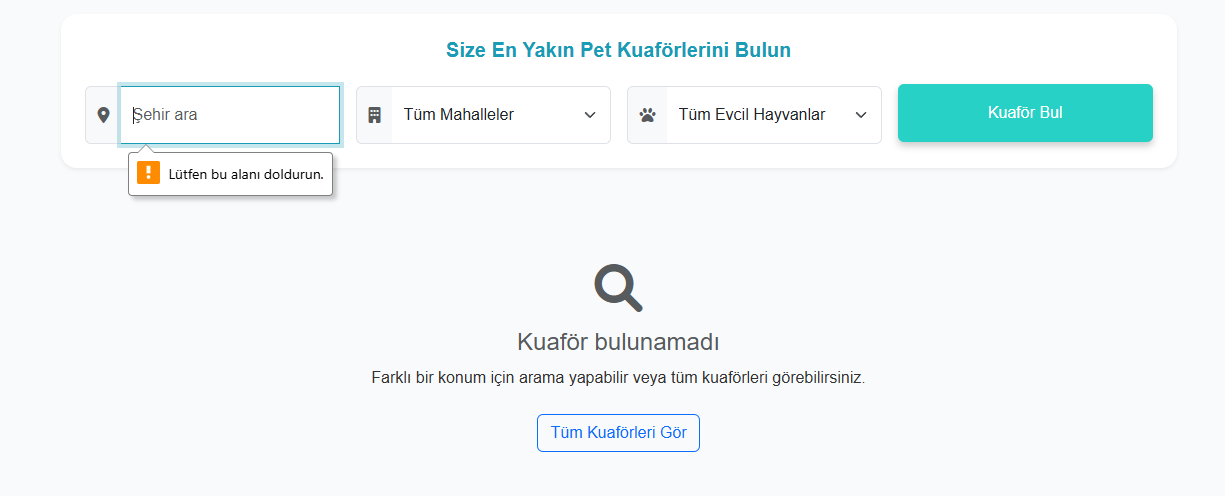 Size En Yakın Pet Kuaförlerini Bulun
Şehir ara
Tüm Mahalleler
Tüm Evcil Hayvanlar
Kuaför Bul
Lütfen bu alanı doldurun.
Kuaför bulunamadı
Farklı bir konum için arama yapabilir veya tüm kuaförleri görebilirsiniz.
Tüm Kuaförleri Gör